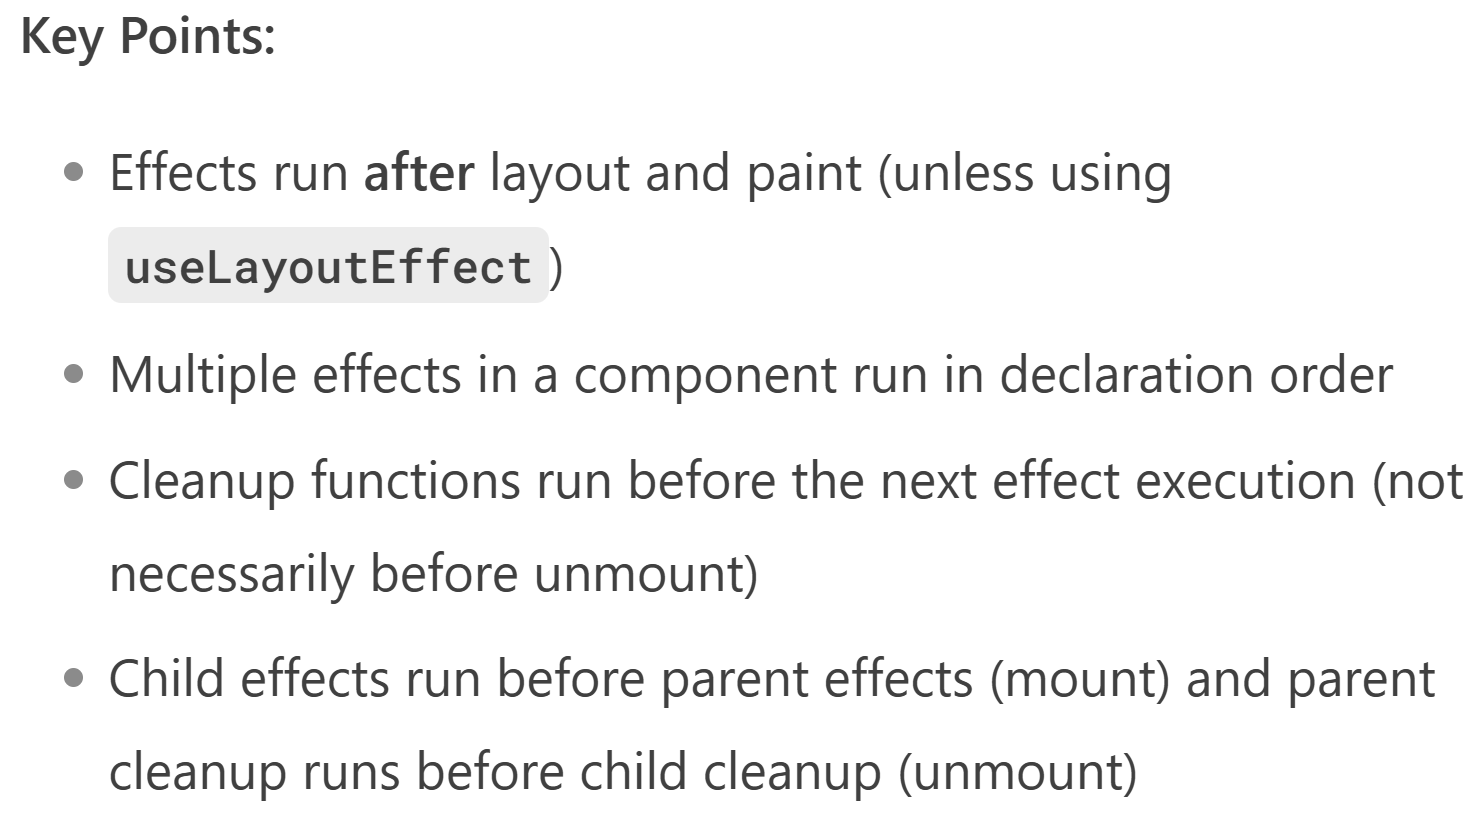 Key Points:
Effects run after layout and paint (unless using
useLayoutEffect)
Multiple effects in a component run in declaration order
Cleanup functions run before the next effect execution (not
necessarily before unmount)
Child effects run before parent effects (mount) and parent
cleanup runs before child cleanup (unmount)